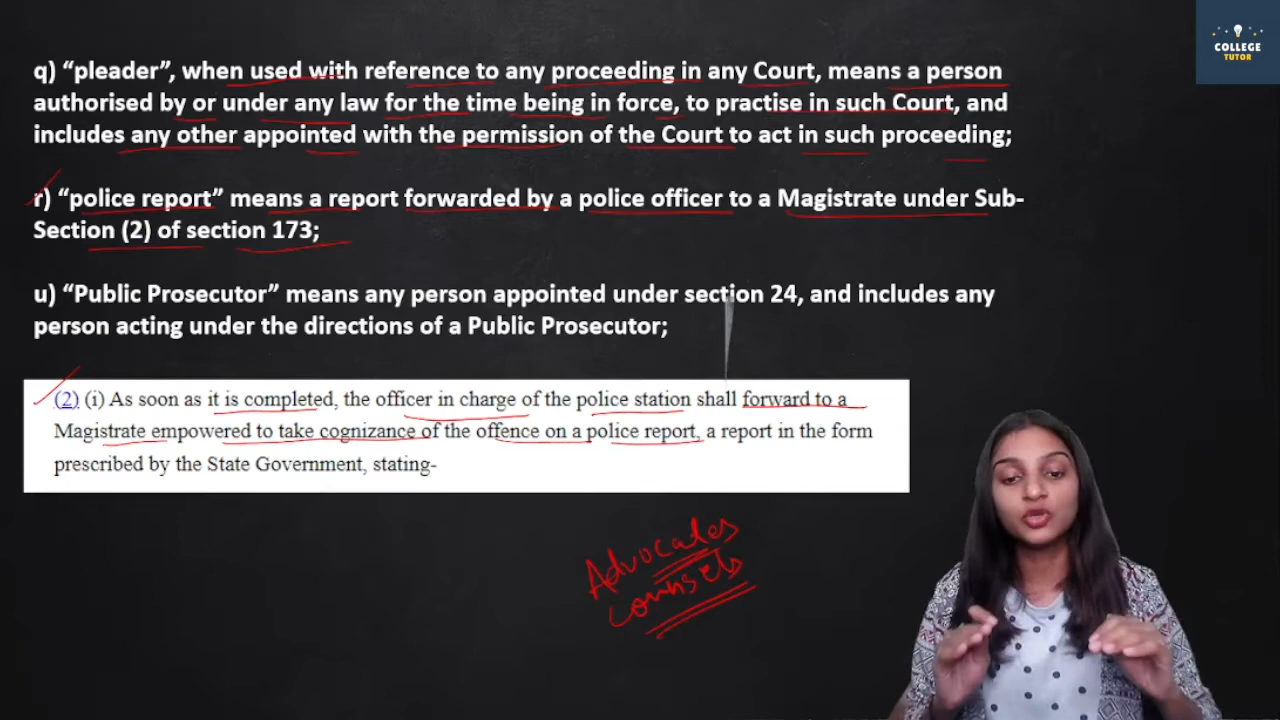 COLLEGE
TUTOR
q) “pleader”, when used with reference to any proceeding in any Court, means a person
authorised by or under any law for the time being in force, to practise in such Court, and
includes any other appointed with the permission of the Court to act in such proceeding;
r) “police report” means a report forwarded by a police officer to a Magistrate under Sub-
Section (2) of section 173;
u) “Public Prosecutor” means any person appointed under section 24, and includes any
person acting under the directions of a Public Prosecutor;
(2) (i) As soon as it is completed, the officer in charge of the police station shall forward to a
Magistrate empowered to take cognizance of the offence on a police report, a report in the form
prescribed by the State Government, stating-
Advocates
Counsels